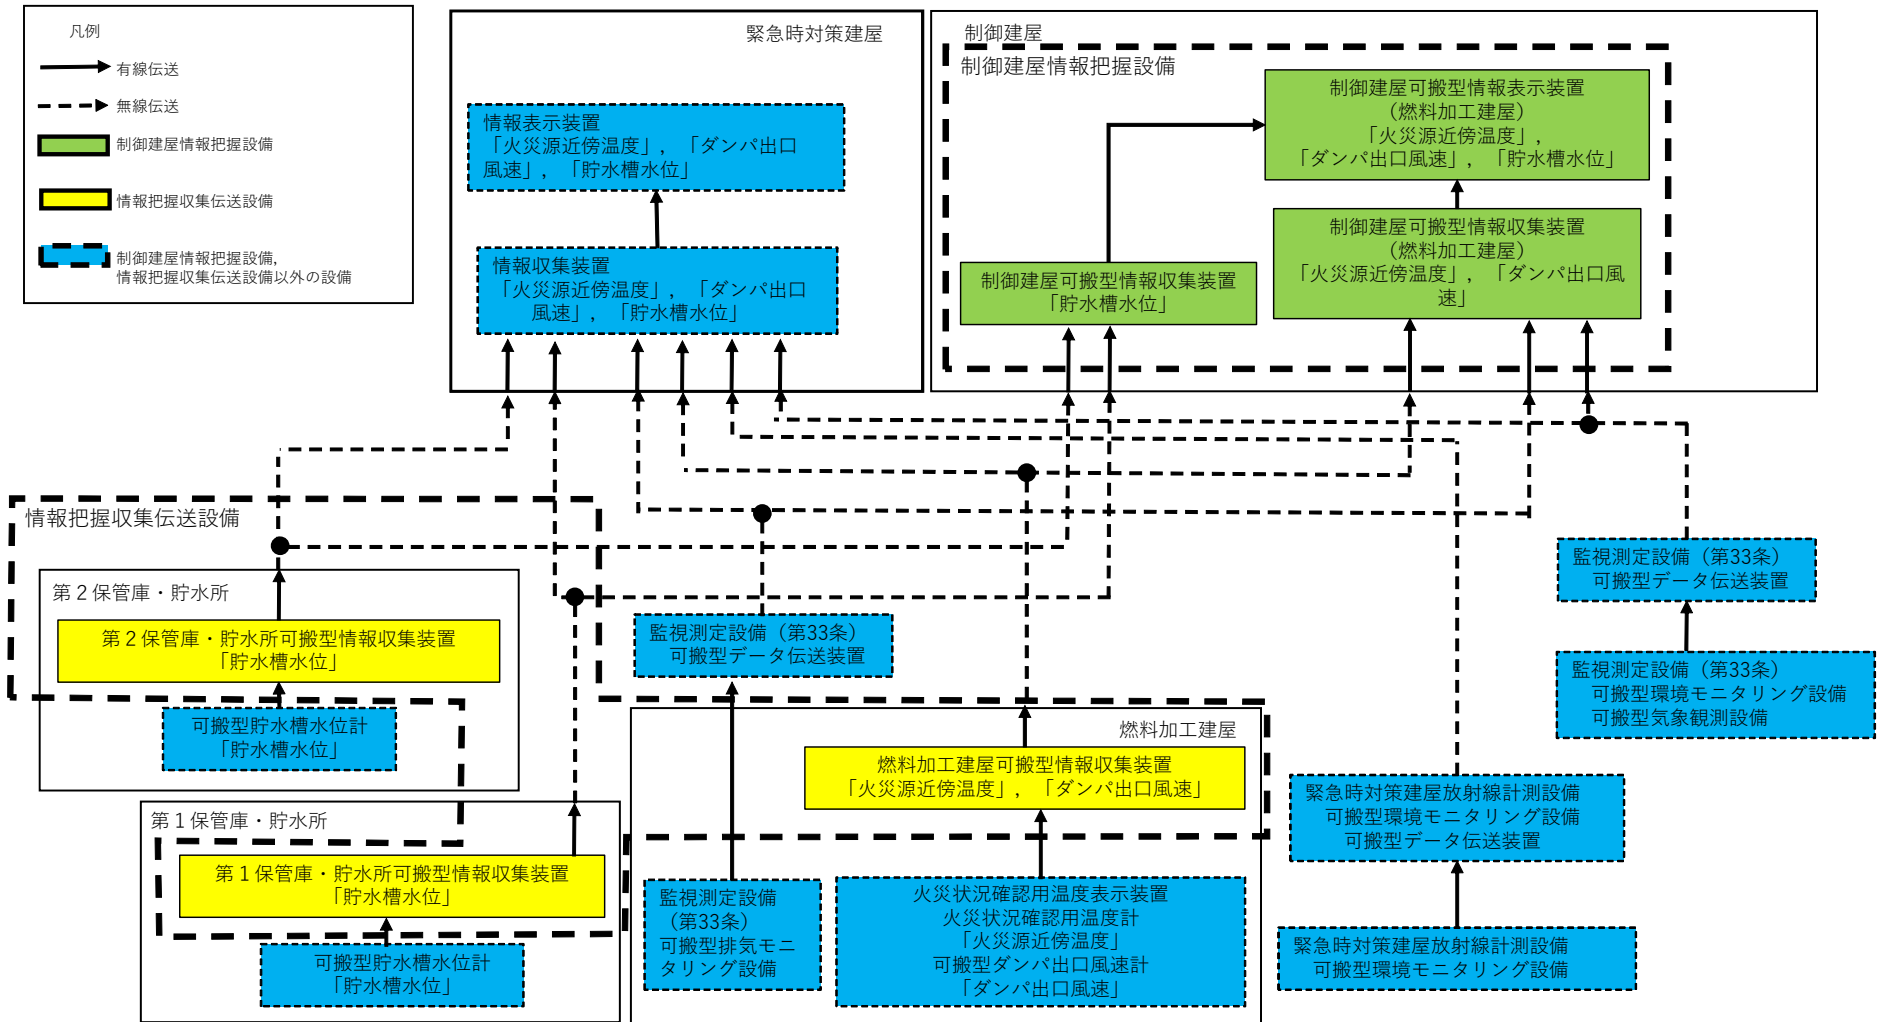 凡例
有線伝送
無線伝送
制御建屋情報把握設備
情報把握収集伝送設備
制御建屋情報把握設備,
情報把握収集伝送設備以外の設備
緊急時対策建屋
情報表示装置
「火災源近傍温度」, 「ダンパ出口
風速」, 「貯水槽水位」
情報収集装置
「火災源近傍温度」, 「ダンパ出口
風速」, 「貯水槽水位」
制御建屋
制御建屋情報把握設備
制御建屋可搬型情報表示装置
(燃料加工建屋)
「火災源近傍温度」,
「ダンパ出口風速」, 「貯水槽水位」
制御建屋可搬型情報収集装置
(燃料加工建屋)
「火災源近傍温度」, 「ダンパ出口風
速」
制御建屋可搬型情報収集装置
「貯水槽水位」
情報把握収集伝送設備
第2保管庫・貯水所
第2保管庫・貯水所可搬型情報収集装置
「貯水槽水位」
可搬型貯水槽水位計
「貯水槽水位」
第1保管庫・貯水所
第1保管庫・貯水所可搬型情報収集装置
「貯水槽水位」
可搬型貯水槽水位計
「貯水槽水位」
監視測定設備(第33条)
可搬型データ伝送装置
燃料加工建屋
燃料加工建屋可搬型情報収集装置
「火災源近傍温度」, 「ダンパ出口風速」
監視測定設備
(第33条)
可搬型排気モニ
タリング設備
火災状況確認用温度表示装置
火災状況確認用温度計
「火災源近傍温度」
可搬型ダンパ出口風速計
「ダンパ出口風速」
監視測定設備(第33条)
可搬型データ伝送装置
監視測定設備(第33条)
可搬型環境モニタリング設備
可搬型気象観測設備
緊急時対策建屋放射線計測設備
可搬型環境モニタリング設備
可搬型データ伝送装置
緊急時対策建屋放射線計測設備
可搬型環境モニタリング設備